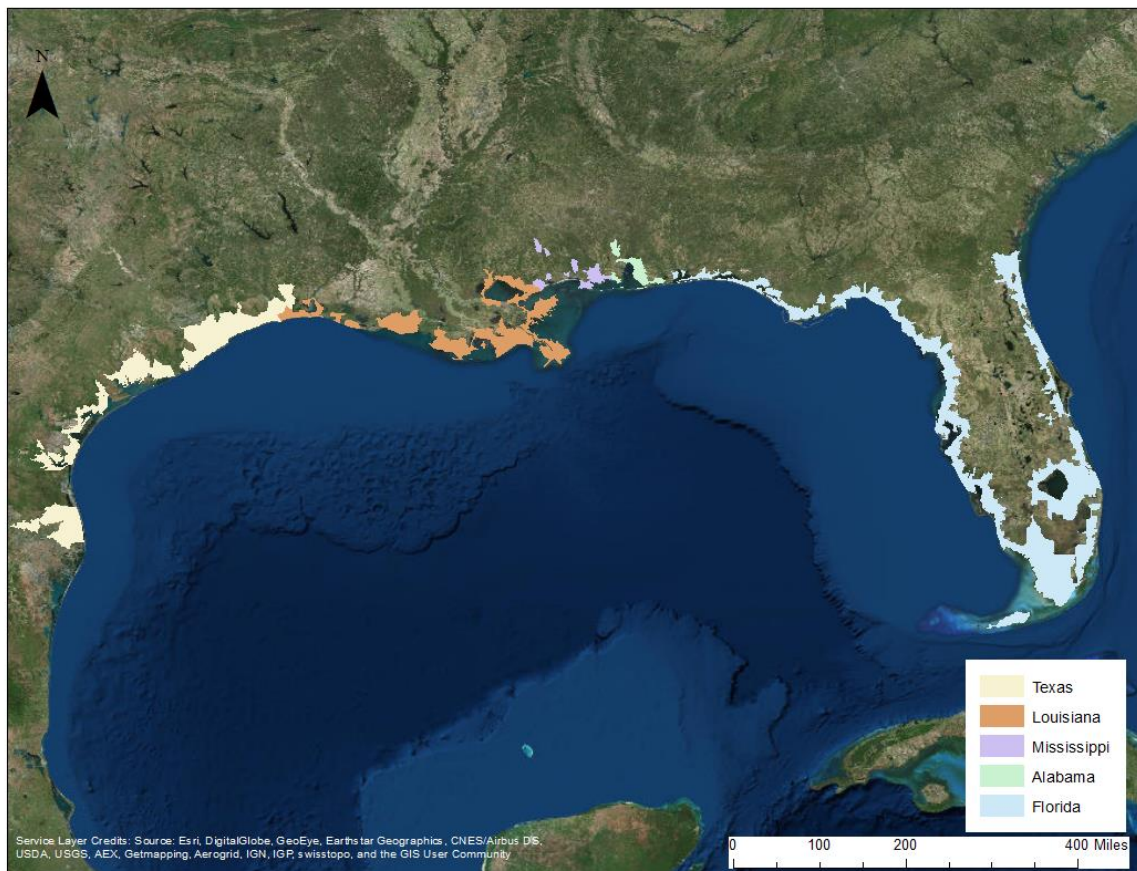 N
Texas
Louisiana
Mississippi
Alabama
Florida
Service Layer Credits: Source: Esri, DigitalGlobe, GeoEye, Earthstar Geographics, CNES/Airbus DS,
USDA, USGS, AEX, Getmapping, Aerogrid, IGN, IGP, swisstopo, and the GIS User Community
0 100 200 400 Miles